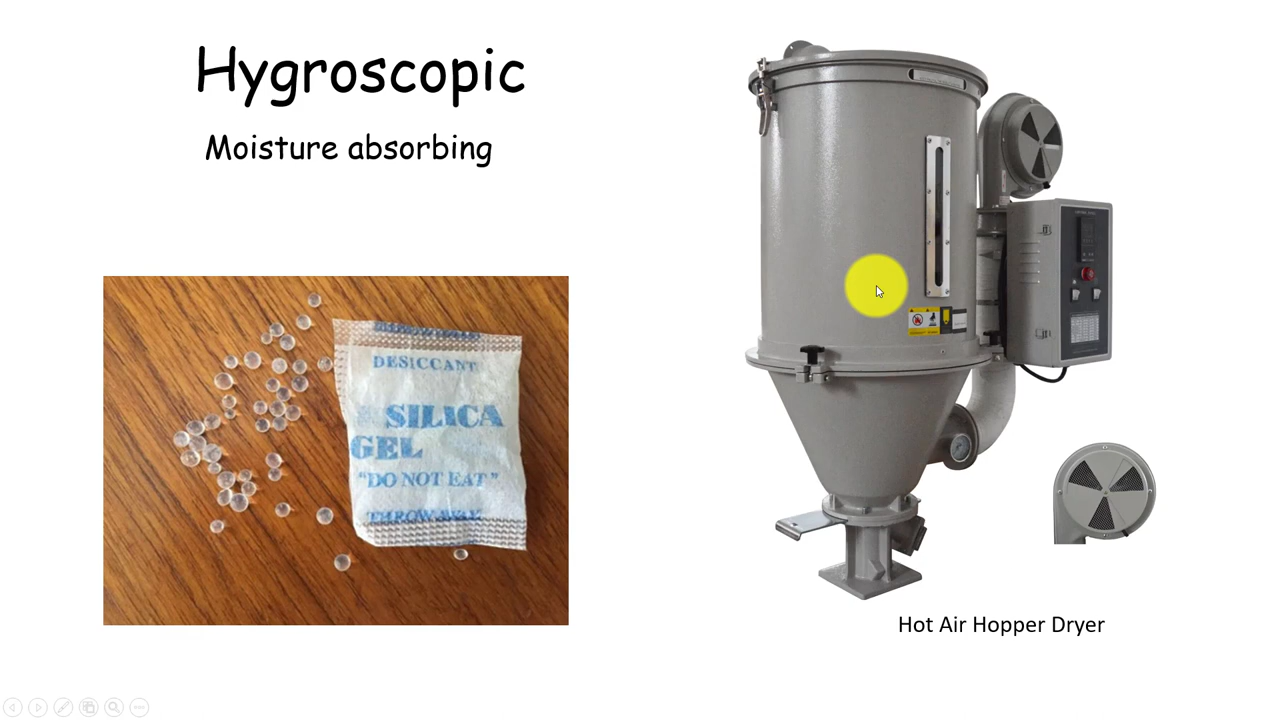 Hygroscopic
Moisture absorbing
DESICCANT
SILICA
GEL
"DO NOT EAT"
THROW AWAY
Hot Air Hopper Dryer